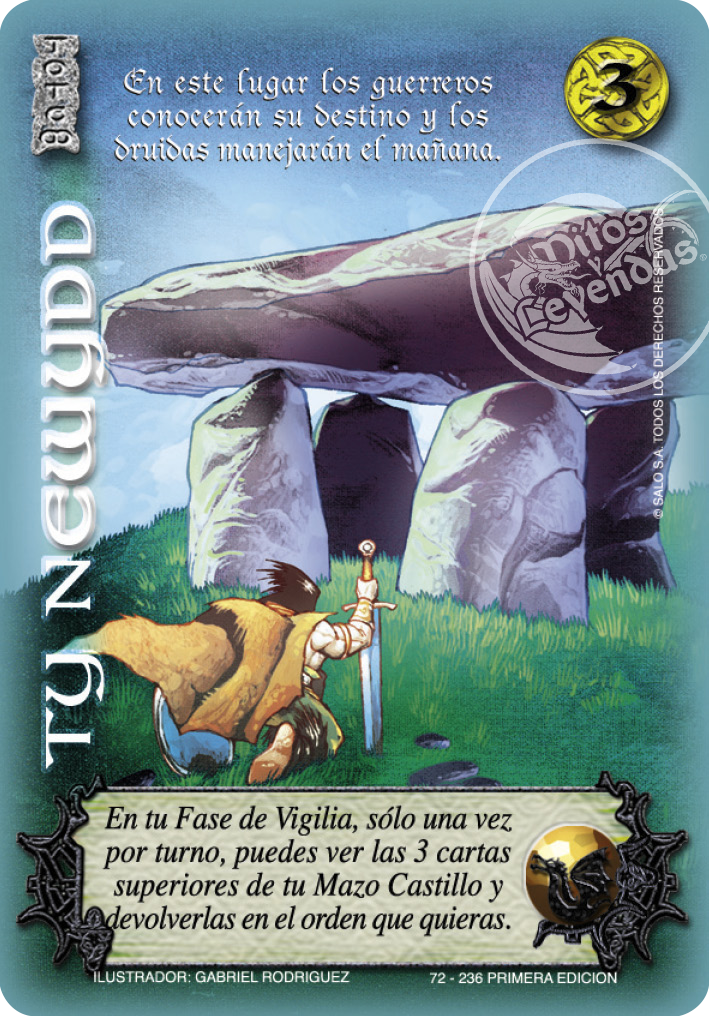 En este lugar los guerreros
conocerán su destino y los
druidas manejarán el mañana.
3
Mitos
y
Leyendas
®
TY NEWYDD
© SALO S.A. TODOS LOS DERECHOS RESERVADOS
En tu Fase de Vigilia, sólo una vez
por turno, puedes ver las 3 cartas
superiores de tu Mazo Castillo y
devolverlas en el orden que quieras.
ILUSTRADOR: GABRIEL RODRIGUEZ
72 - 236 PRIMERA EDICION